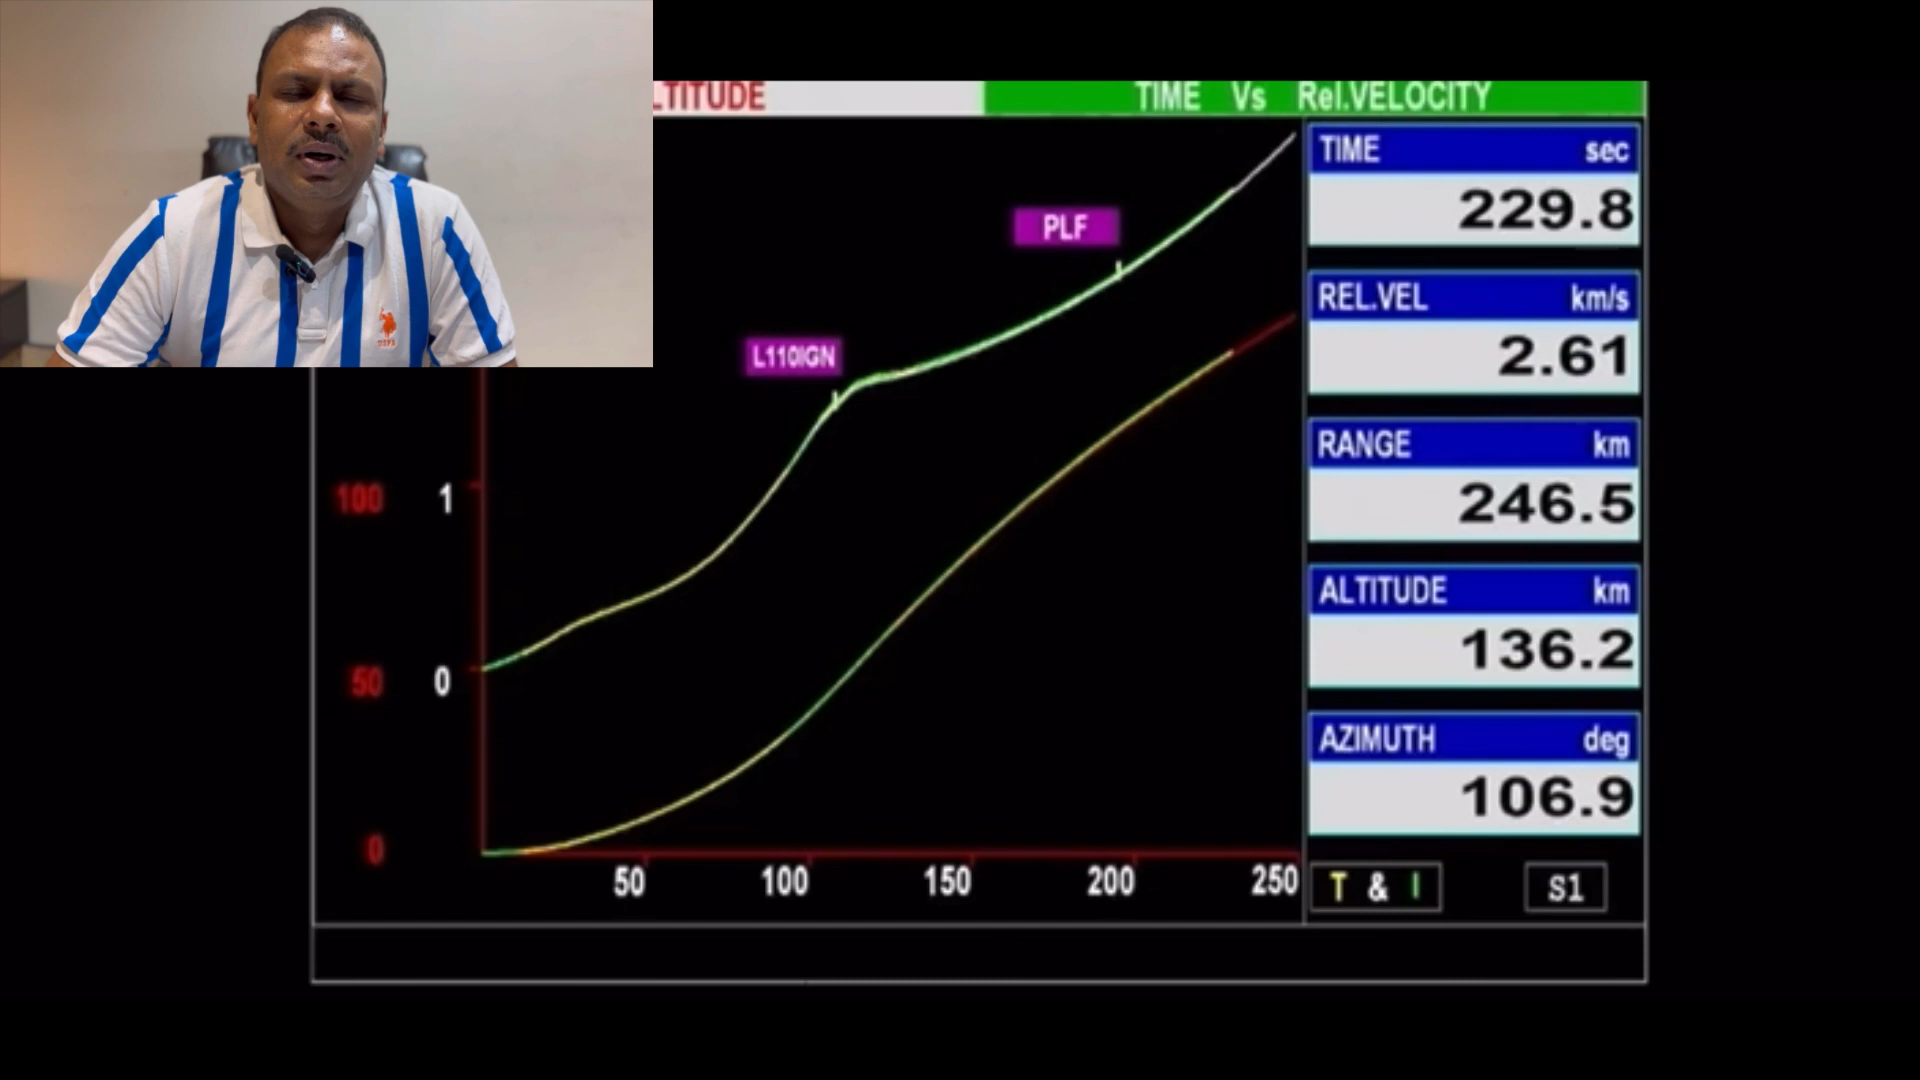 LTITUDE
TIME Vs Rel.VELOCITY
TIME sec
229.8
PLF
REL.VEL km/s
2.61
L110IGN
RANGE km
246.5
100 1
ALTITUDE km
136.2
50 0
AZIMUTH deg
106.9
0
50 100 150 200 250
T & I S1
USPA